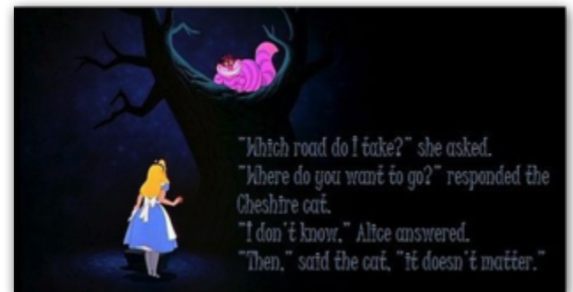 "Which road do I take?" she asked.
"Where do you want to go?" responded the
Cheshire cat.
"I don't know," Alice answered.
"Then," said the cat, "it doesn't matter."